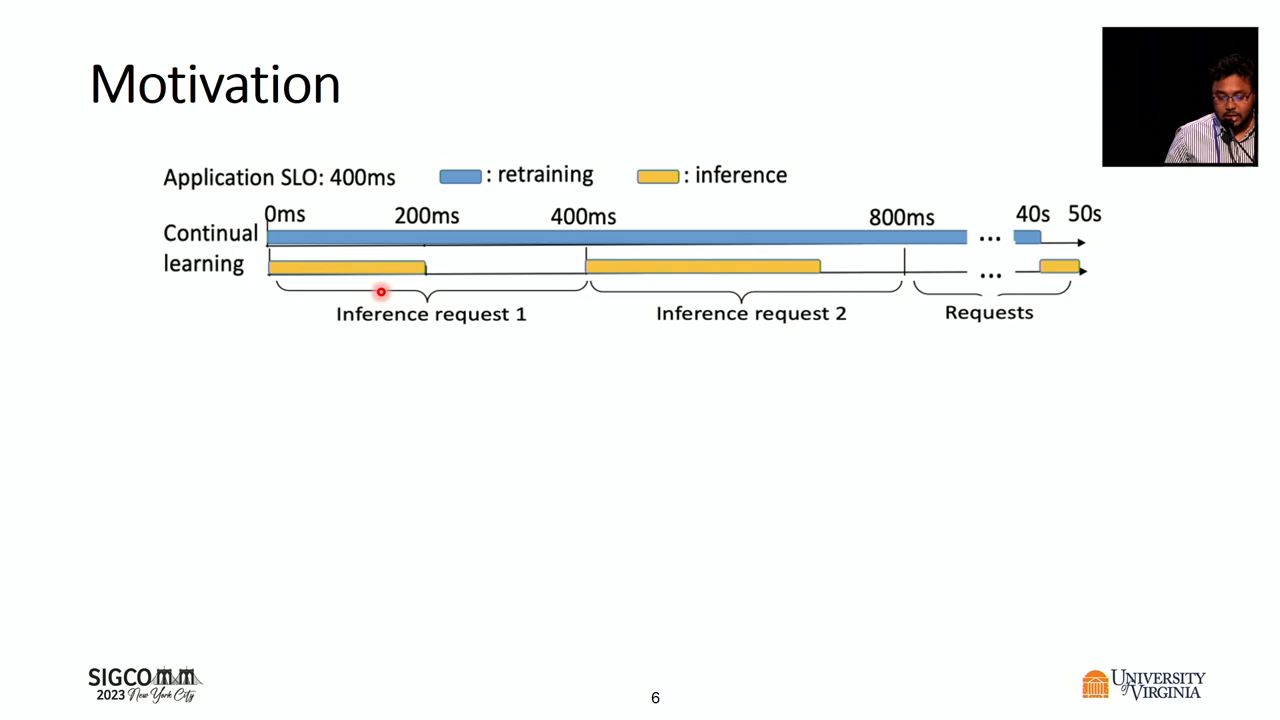 Motivation
Application SLO: 400ms : retraining : inference
0ms 200ms 400ms 800ms 40s 50s
Continual ...
learning ...
Inference request 1 Inference request 2 Requests
SIGCOMM
2023 New York City
6
UNIVERSITY
of VIRGINIA